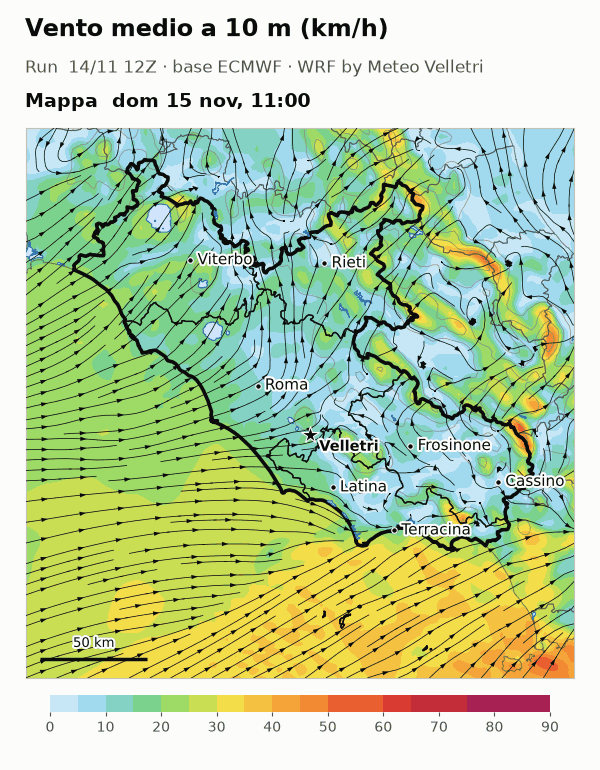 Vento medio a 10 m (km/h)
Run 14/11 12Z · base ECMWF · WRF by Meteo Velletri
Mappa dom 15 nov, 11:00
Viterbo
Rieti
Roma
Velletri
Frosinone
Latina
Cassino
Terracina
50 km
0 10 20 30 40 50 60 70 80 90